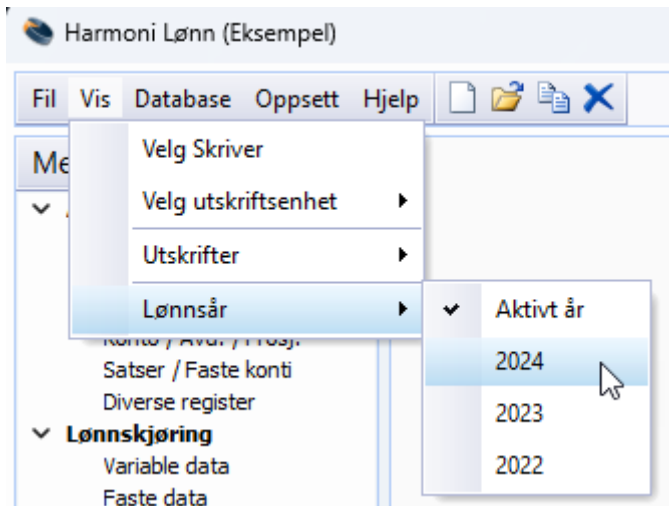 Harmoni Lønn (Eksempel)
Fil Vis Database Oppsett Hjelp
Velg Skriver
Velg utskriftsenhet
Utskrifter
Lønnsår
Aktivt år
2024
2023
2022
Satser / Faste konti
Diverse register
Lønnskjøring
Variable data
Faste data